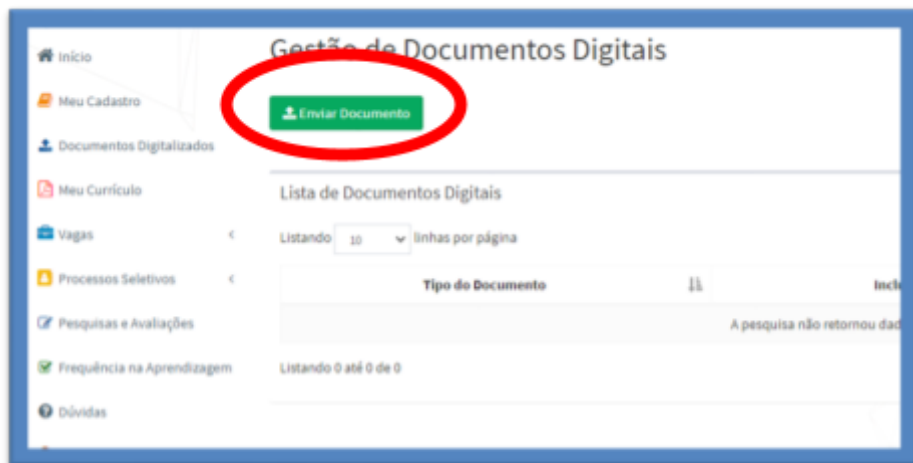 Gestão de Documentos Digitais
Início
Meu Cadastro
Enviar Documento
Documentos Digitalizados
Meu Currículo
Lista de Documentos Digitais
Vagas
Listando 10 linhas por página
Processos Seletivos
Tipo do Documento
Pesquisas e Avaliações
A pesquisa não retornou
Frequência na Aprendizagem
Listando 0 até 0 de 0
Dúvidas